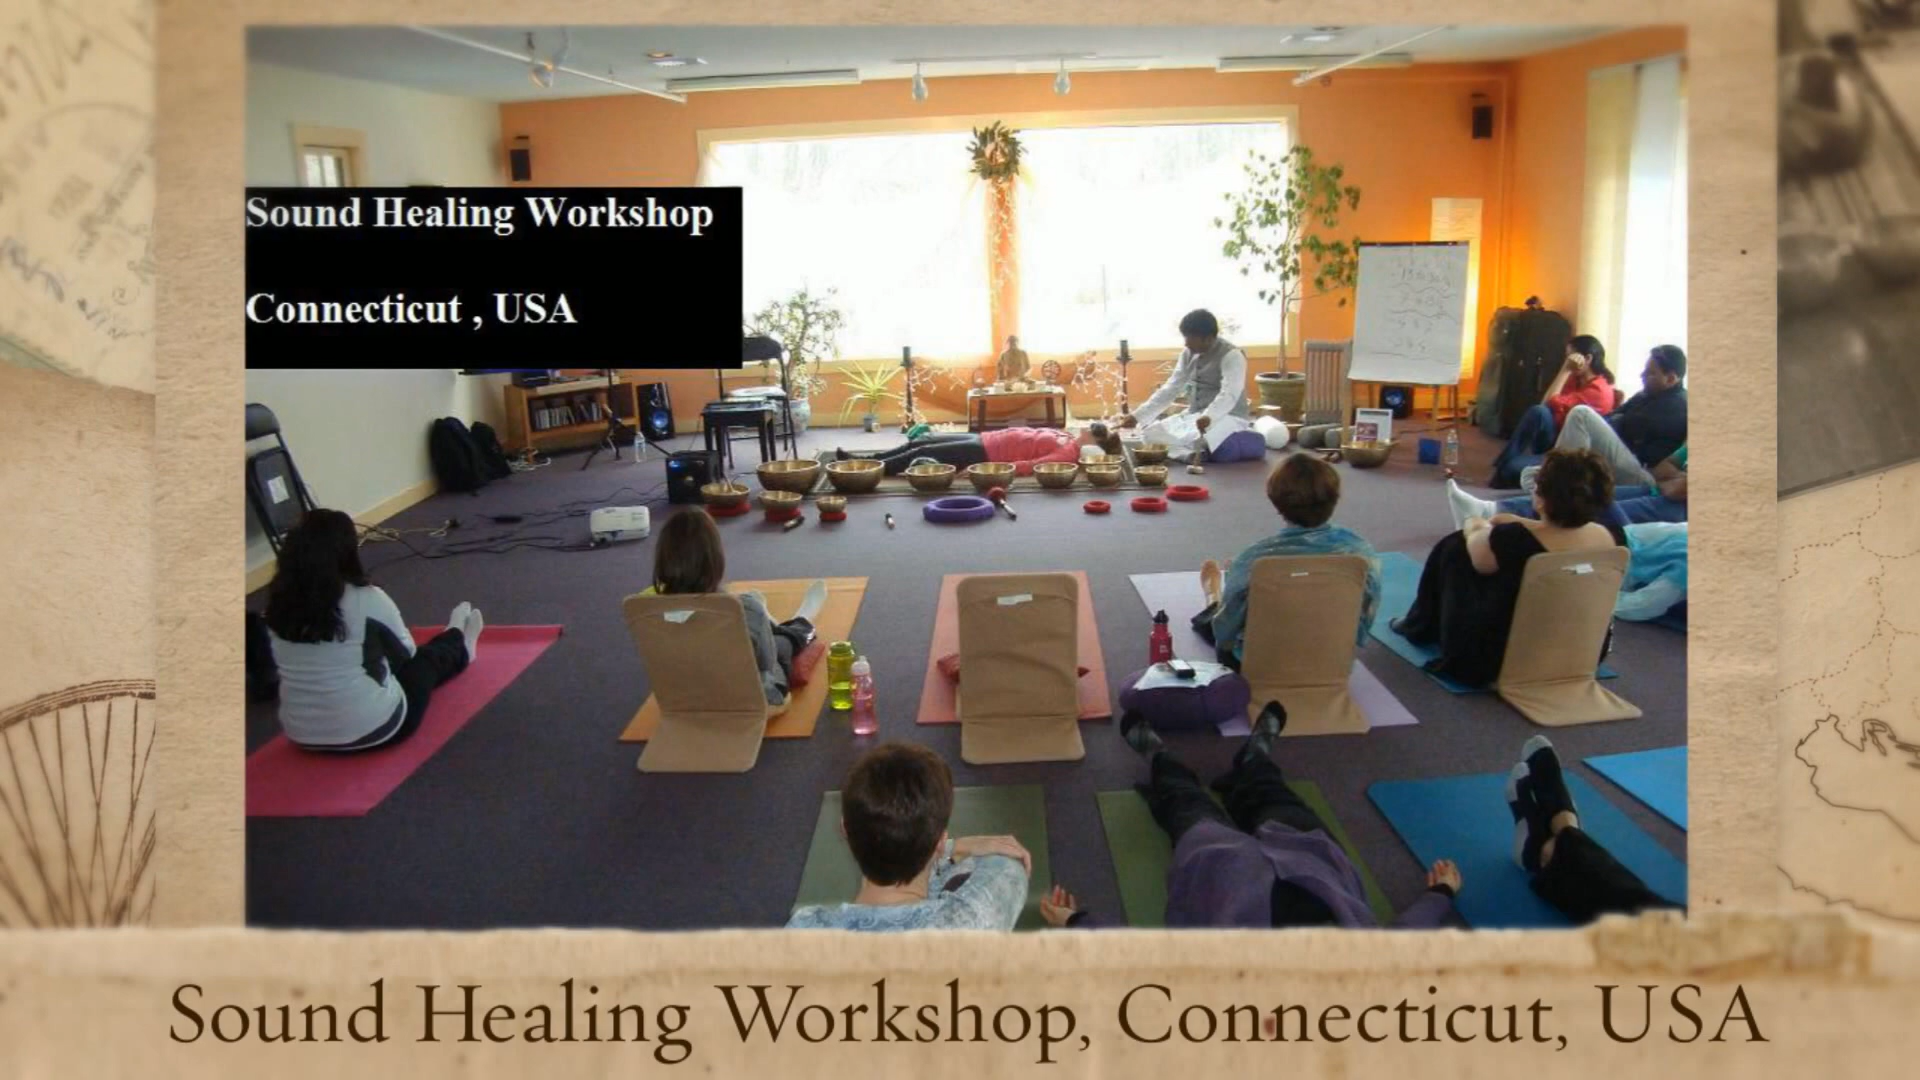 Sound Healing Workshop
Connecticut , USA
Sound Healing Workshop, Connecticut, USA